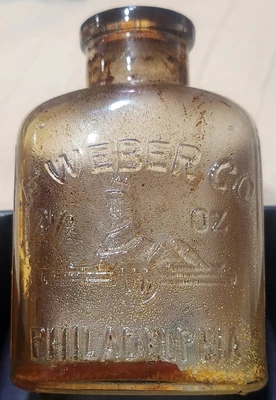 F. WEBER CO.
2½ OZ
PHILADELPHIA